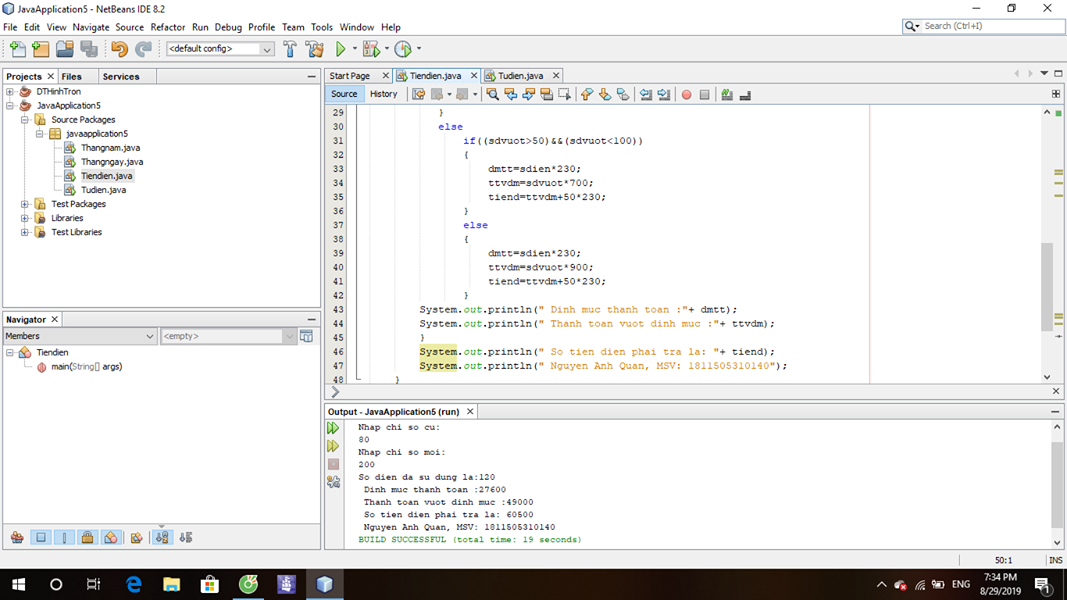 JavaApplication5 - NetBeans IDE 8.2
File Edit View Navigate Source Refactor Run Debug Profile Team Tools Window Help
Search (Ctrl+I)
<default config>
Projects Files Services
DTHinhTron
JavaApplication5
Source Packages
javaapplication5
Thangnam.java
Thangngay.java
Tiendien.java
Tudien.java
Test Packages
Libraries
Test Libraries
Navigator
Members <empty>
Tiendien
main(String[] args)
Start Page Tiendien.java Tudien.java
Source History
29 }
30 else
31 if((sdvuot>50)&&(sdvuot<100))
32 {
33 dmtt=sdien*230;
34 ttvdm=sdvuot*700;
35 tiend=ttvdm+50*230;
36 }
37 else
38 {
39 dmtt=sdien*230;
40 ttvdm=sdvuot*900;
41 tiend=ttvdm+50*230;
42 }
43 System.out.println(" Dinh muc thanh toan :"+ dmtt);
44 System.out.println(" Thanh toan vuot dinh muc :"+ ttvdm);
45 }
46 System.out.println(" So tien dien phai tra la: "+ tiend);
47 System.out.println(" Nguyen Anh Quan, MSV: 1811505310140");
48 }
Output - JavaApplication5 (run)
Nhap chi so cu:
80
Nhap chi so moi:
200
So dien da su dung la:120
Dinh muc thanh toan :27600
Thanh toan vuot dinh muc :49000
So tien dien phai tra la: 60500
Nguyen Anh Quan, MSV: 1811505310140
BUILD SUCCESSFUL (total time: 19 seconds)
50:1 INS
ENG
7:34 PM
8/29/2019
1